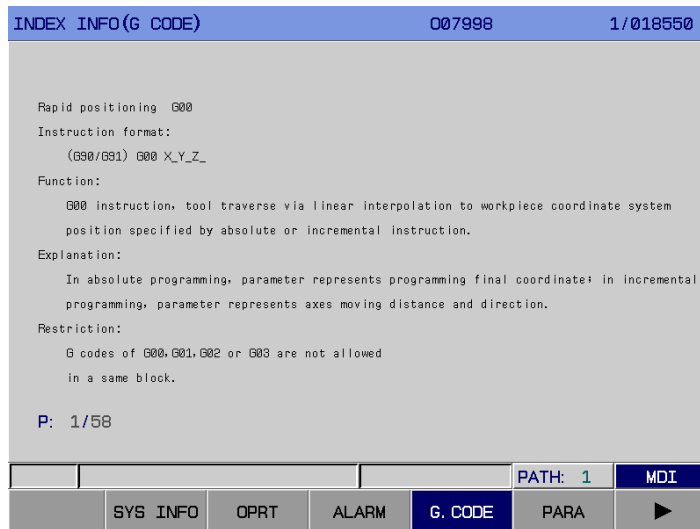 INDEX INFO(G CODE) O07998 1/018550
Rapid positioning G00
Instruction format:
(G90/G91) G00 X_Y_Z_
Function:
G00 instruction, tool traverse via linear interpolation to workpiece coordinate system
position specified by absolute or incremental instruction.
Explanation:
In absolute programming, parameter represents programming final coordinate; in incremental
programming, parameter represents axes moving distance and direction.
Restriction:
G codes of G00,G01,G02 or G03 are not allowed
in a same block.
P: 1/58
PATH: 1 MDI
SYS INFO OPRT ALARM G. CODE PARA